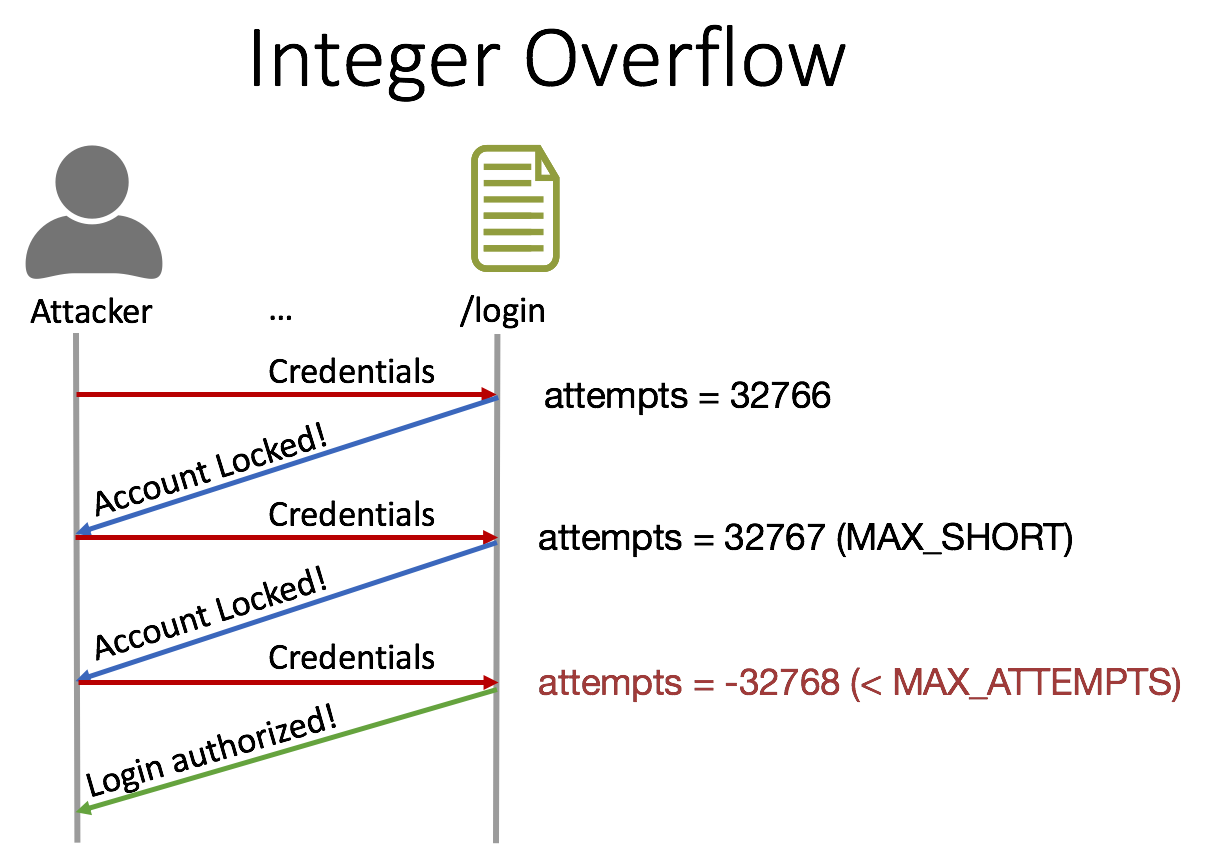 Integer Overflow
Attacker
...
/login
Credentials
attempts = 32766
Account Locked!
Credentials
attempts = 32767 (MAX_SHORT)
Account Locked!
Credentials
attempts = -32768 (< MAX_ATTEMPTS)
Login authorized!